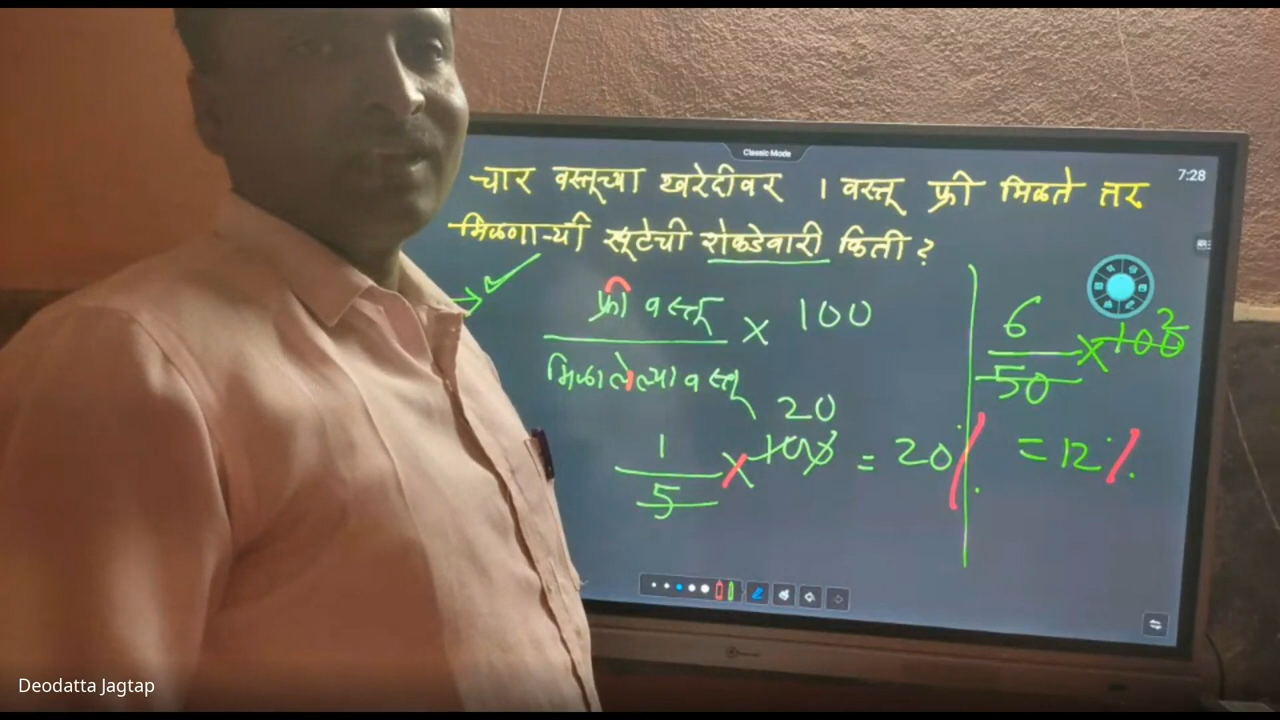 Classic Mode
7:28
चार वस्तूच्या खरेदीवर 1 वस्तू फ्री मिळते तर
मिळणाऱ्या सूटेची शेकडेवारी किती ?
फ्री वस्तू × 100
मिळालेल्या वस्तू
20
1 × 100 = 20 %.
5
6 × 100 2
50
= 12 %.
Deodatta Jagtap